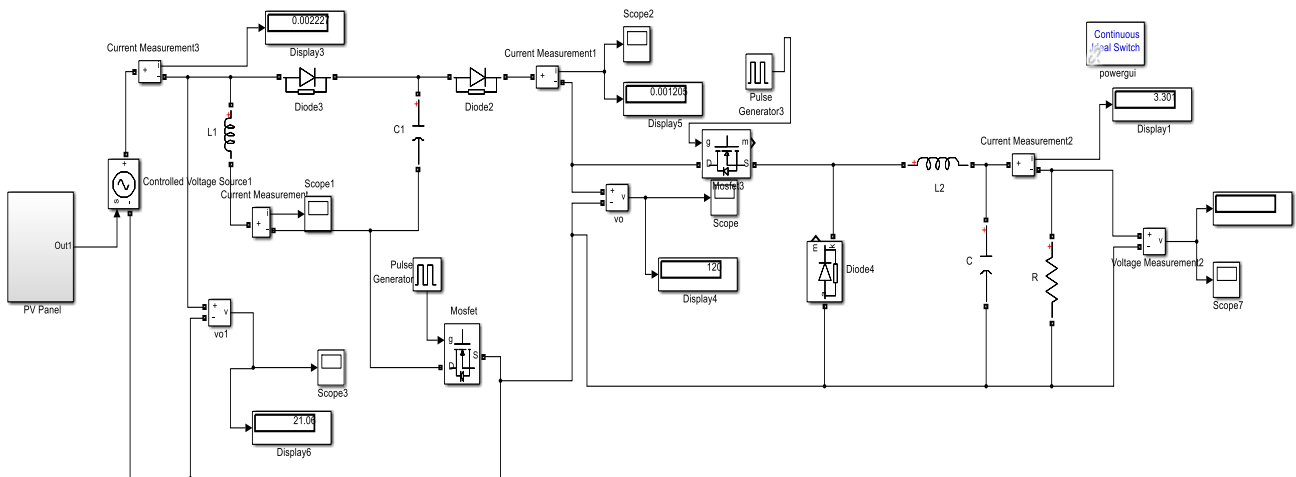 Current Measurement3
0.002227
Display3
Scope2
Current Measurement1
0.001205
Display5
Pulse
Generator3
Continuous
powergui
3.301
Display1
Current Measurement2
Diode3
Diode2
L1
C1
g
m
D
S
Mosfet3
L2
+
-
i
s
Controlled Voltage Source1
Current Measurement
Scope1
+
-
i
v
vo
Scope
120
Display4
m
k
a
Diode4
C
R
+
-
v
Voltage Measurement2
Scope7
Out1
PV Panel
Pulse
Generator
+
-
v
vo1
Mosfet
g
D
S
Scope3
21.06
Display6